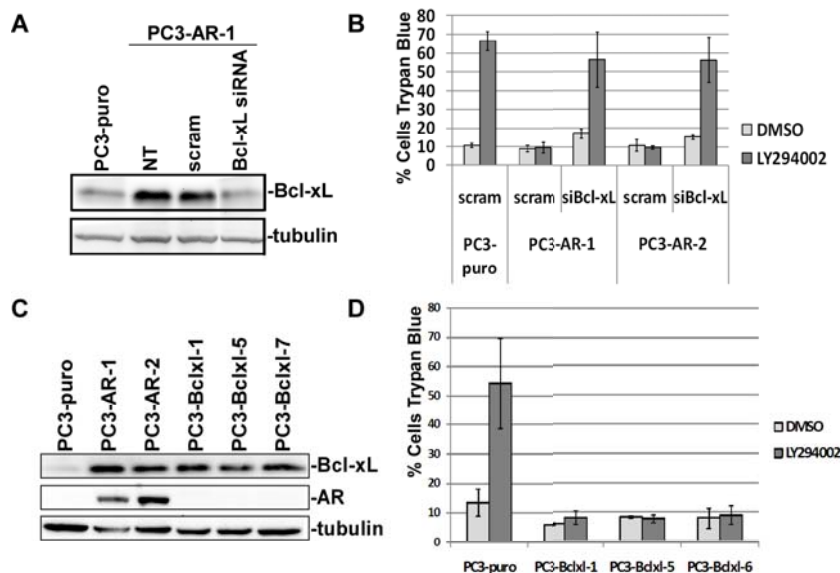 A
PC3-AR-1
PC3-puro
NT
scram
Bcl-xL siRNA
-Bcl-xL
-tubulin
B
% Cells Trypan Blue
80
70
60
50
40
30
20
10
0
DMSO
LY294002
scram
scram
siBcl-xL
scram
siBcl-xL
PC3-
puro
PC3-AR-1
PC3-AR-2
C
PC3-puro
PC3-AR-1
PC3-AR-2
PC3-Bclxl-1
PC3-Bclxl-5
PC3-Bclxl-7
-Bcl-xL
-AR
-tubulin
D
% Cells Trypan Blue
80
70
60
50
40
30
20
10
0
DMSO
LY294002
PC3-puro
PC3-Bclxl-1
PC3-Bclxl-5
PC3-Bclxl-6